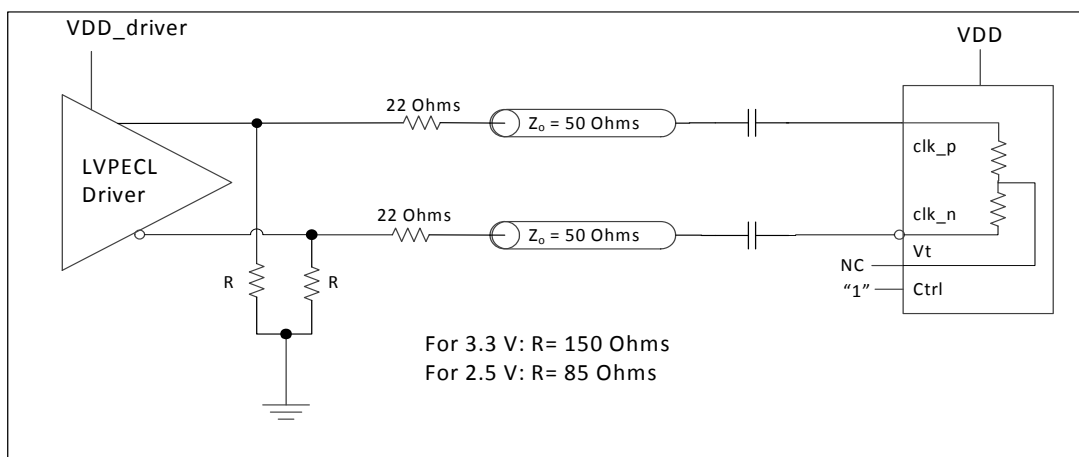 VDD_driver
VDD
22 Ohms
Zo = 50 Ohms
LVPECL
Driver
clk_p
clk_n
22 Ohms
Zo = 50 Ohms
Vt
NC
"1"
Ctrl
R
R
For 3.3 V: R= 150 Ohms
For 2.5 V: R= 85 Ohms